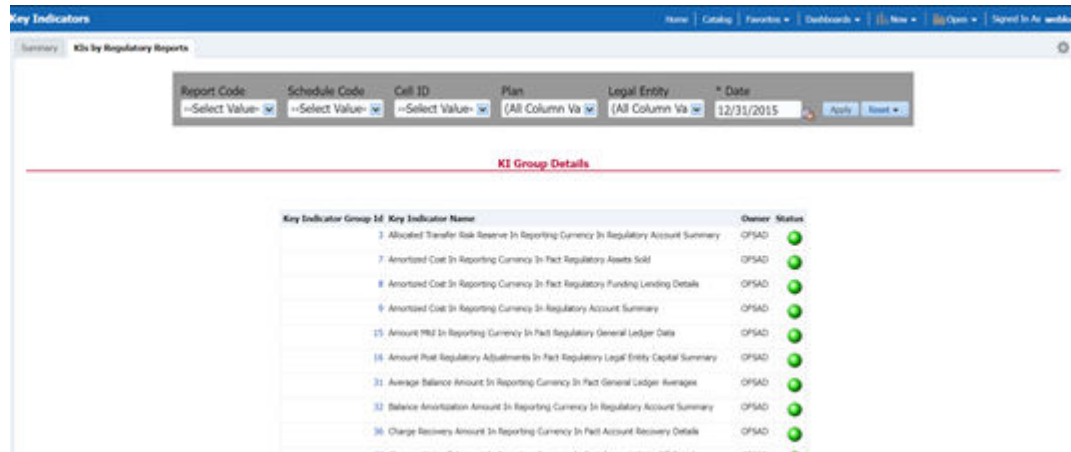 Key Indicators
Home Catalog Favorites Dashboards New Open Signed In As weblo
Summary KIs by Regulatory Reports
Report Code Schedule Code Cell ID Plan Legal Entity * Date
--Select Value- --Select Value- --Select Value- (All Column Va (All Column Va 12/31/2015 Apply Reset
KI Group Details
Key Indicator Group Id Key Indicator Name Owner Status
3 Allocated Transfer Risk Reserve In Reporting Currency In Regulatory Account Summary OFSAD
7 Amortized Cost In Reporting Currency In Fact Regulatory Assets Sold OFSAD
8 Amortized Cost In Reporting Currency In Fact Regulatory Funding Lending Details OFSAD
9 Amortized Cost In Reporting Currency In Regulatory Account Summary OFSAD
15 Amount Mtd In Reporting Currency In Fact Regulatory General Ledger Data OFSAD
16 Amount Post Regulatory Adjustments In Fact Regulatory Legal Entity Capital Summary OFSAD
31 Average Balance Amount In Reporting Currency In Fact General Ledger Averages OFSAD
32 Balance Amortization Amount In Reporting Currency In Regulatory Account Summary OFSAD
36 Charge Recovery Amount In Reporting Currency In Fact Account Recovery Details OFSAD